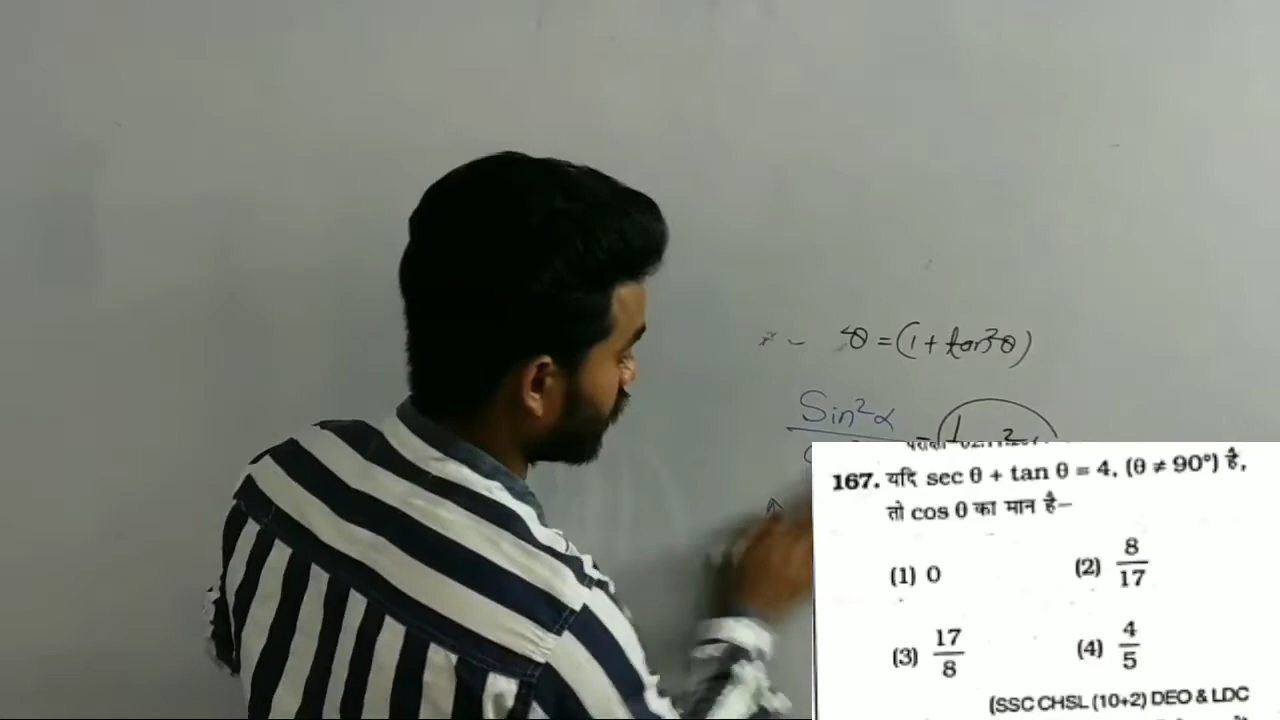 θ = (1 + tan²θ)
Sin²α =
167. यदि sec θ + tan θ = 4, (θ ≠ 90°) है,
तो cos θ का मान है–
(1) 0 (2) 8/17
(3) 17/8 (4) 4/5
(SSC CHSL (10+2) DEO & LDC